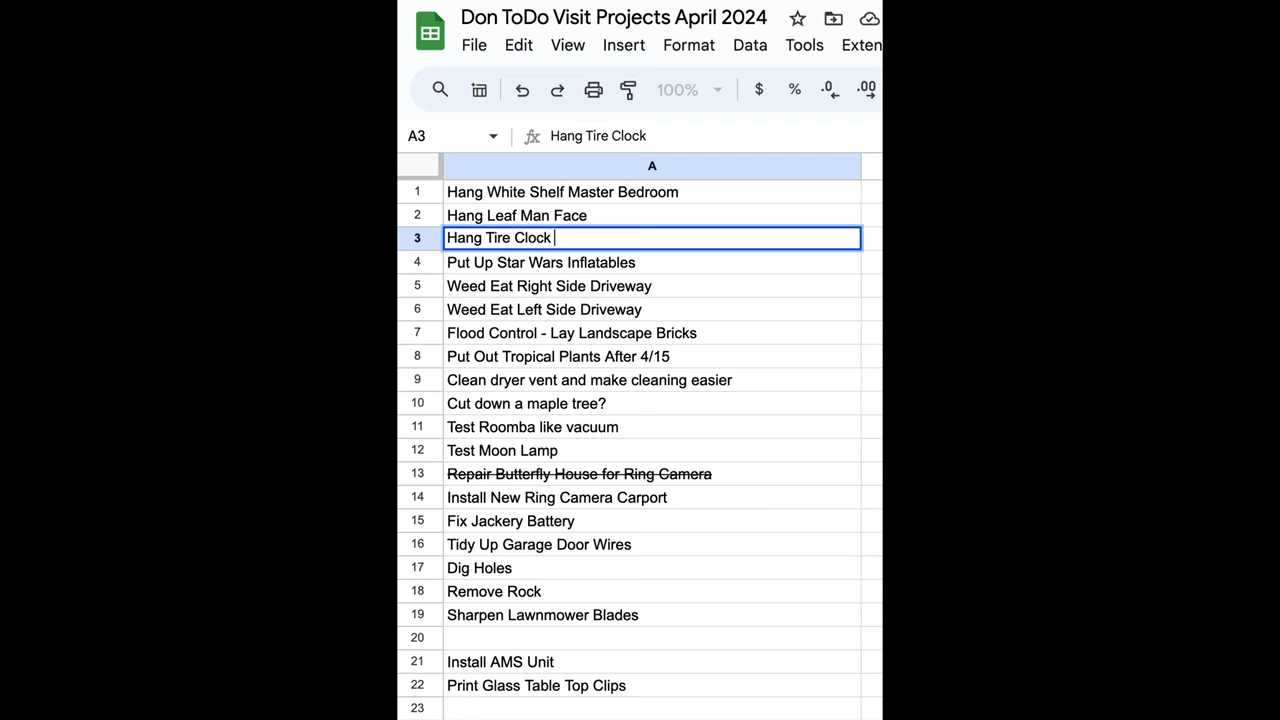 Don ToDo Visit Projects April 2024
File Edit View Insert Format Data Tools Exten
100% $ % .0 .00
A3 fx Hang Tire Clock
A
1 Hang White Shelf Master Bedroom
2 Hang Leaf Man Face
3 Hang Tire Clock
4 Put Up Star Wars Inflatables
5 Weed Eat Right Side Driveway
6 Weed Eat Left Side Driveway
7 Flood Control - Lay Landscape Bricks
8 Put Out Tropical Plants After 4/15
9 Clean dryer vent and make cleaning easier
10 Cut down a maple tree?
11 Test Roomba like vacuum
12 Test Moon Lamp
13 Repair Butterfly House for Ring Camera
14 Install New Ring Camera Carport
15 Fix Jackery Battery
16 Tidy Up Garage Door Wires
17 Dig Holes
18 Remove Rock
19 Sharpen Lawnmower Blades
20
21 Install AMS Unit
22 Print Glass Table Top Clips
23